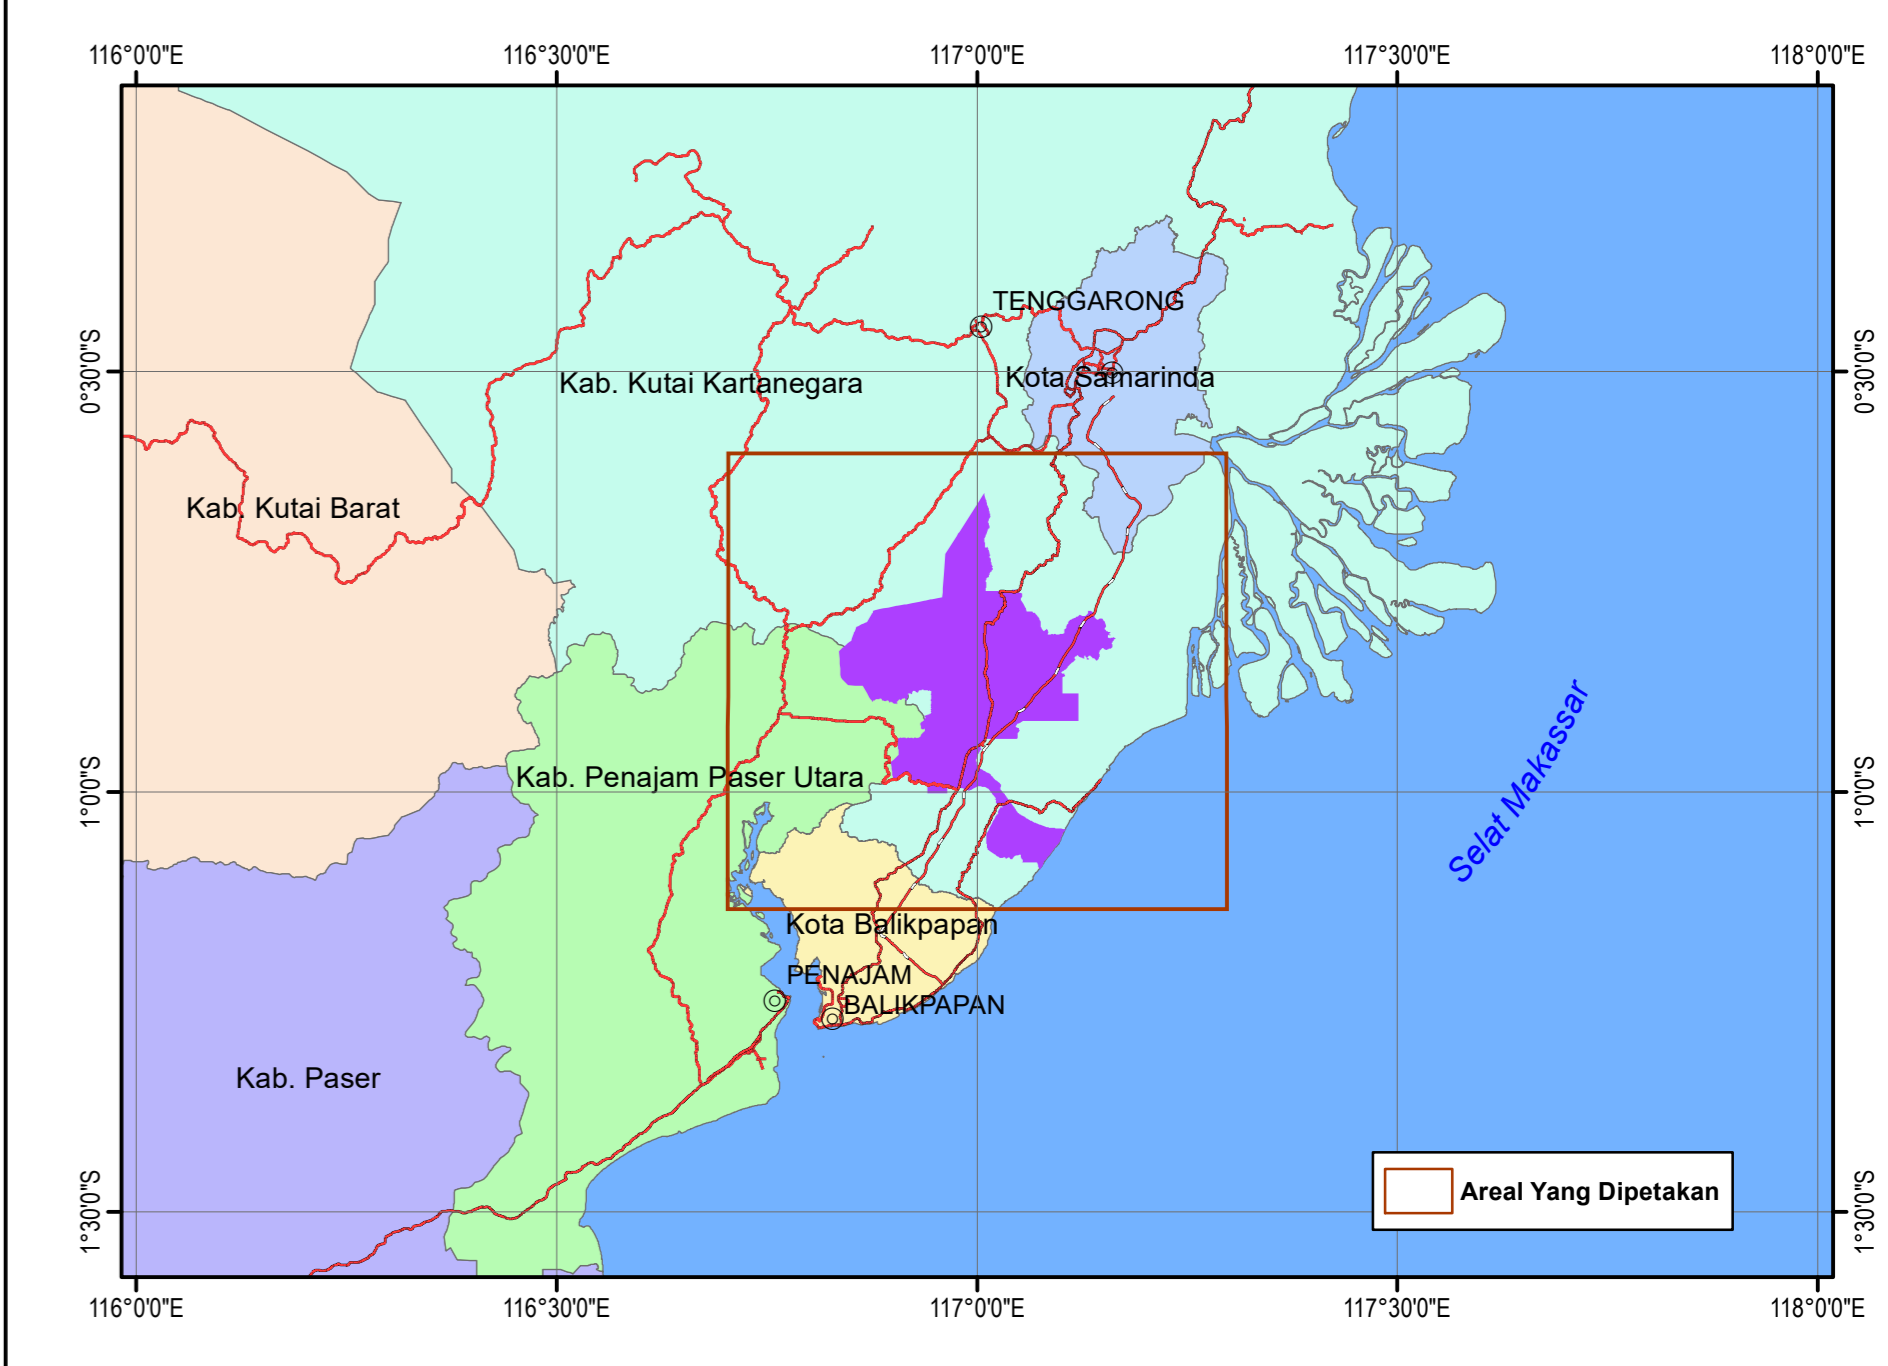 116°0'0"E
116°30'0"E
117°0'0"E
117°30'0"E
118°0'0"E
TENGGARONG
0°30'0"S
Kab. Kutai Kartanegara
Kota Samarinda
0°30'0"S
Kab. Kutai Barat
Selat Makassar
1°0'0"S
Kab. Penajam Paser Utara
1°0'0"S
Kota Balikpapan
PENAJAM
BALIKPAPAN
Kab. Paser
Areal Yang Dipetakan
1°30'0"S
1°30'0"S
116°0'0"E
116°30'0"E
117°0'0"E
117°30'0"E
118°0'0"E